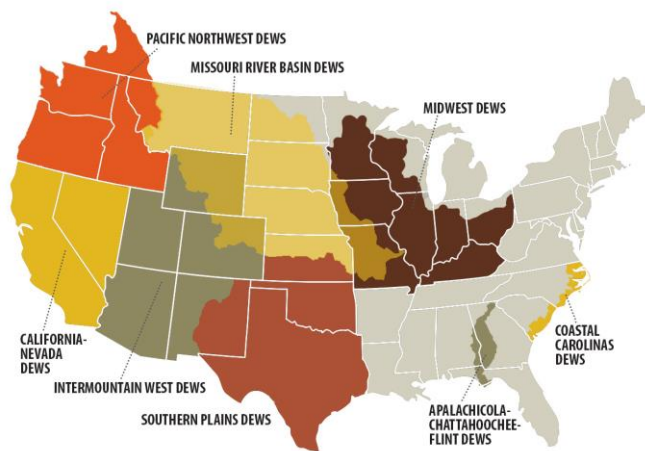 PACIFIC NORTHWEST DEWS
MISSOURI RIVER BASIN DEWS
MIDWEST DEWS
CALIFORNIA-
NEVADA
DEWS
INTERMOUNTAIN WEST DEWS
SOUTHERN PLAINS DEWS
APALACHICOLA-
CHATTAHOOCHEE-
FLINT DEWS
COASTAL
CAROLINAS
DEWS